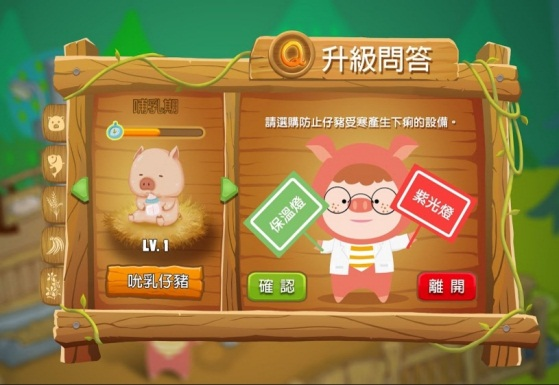 Q 升級問答
哺乳期
請選購防止仔豬受寒產生下痢的設備。
保溫燈
紫光燈
LV. 1
吮乳仔豬
確認
離開